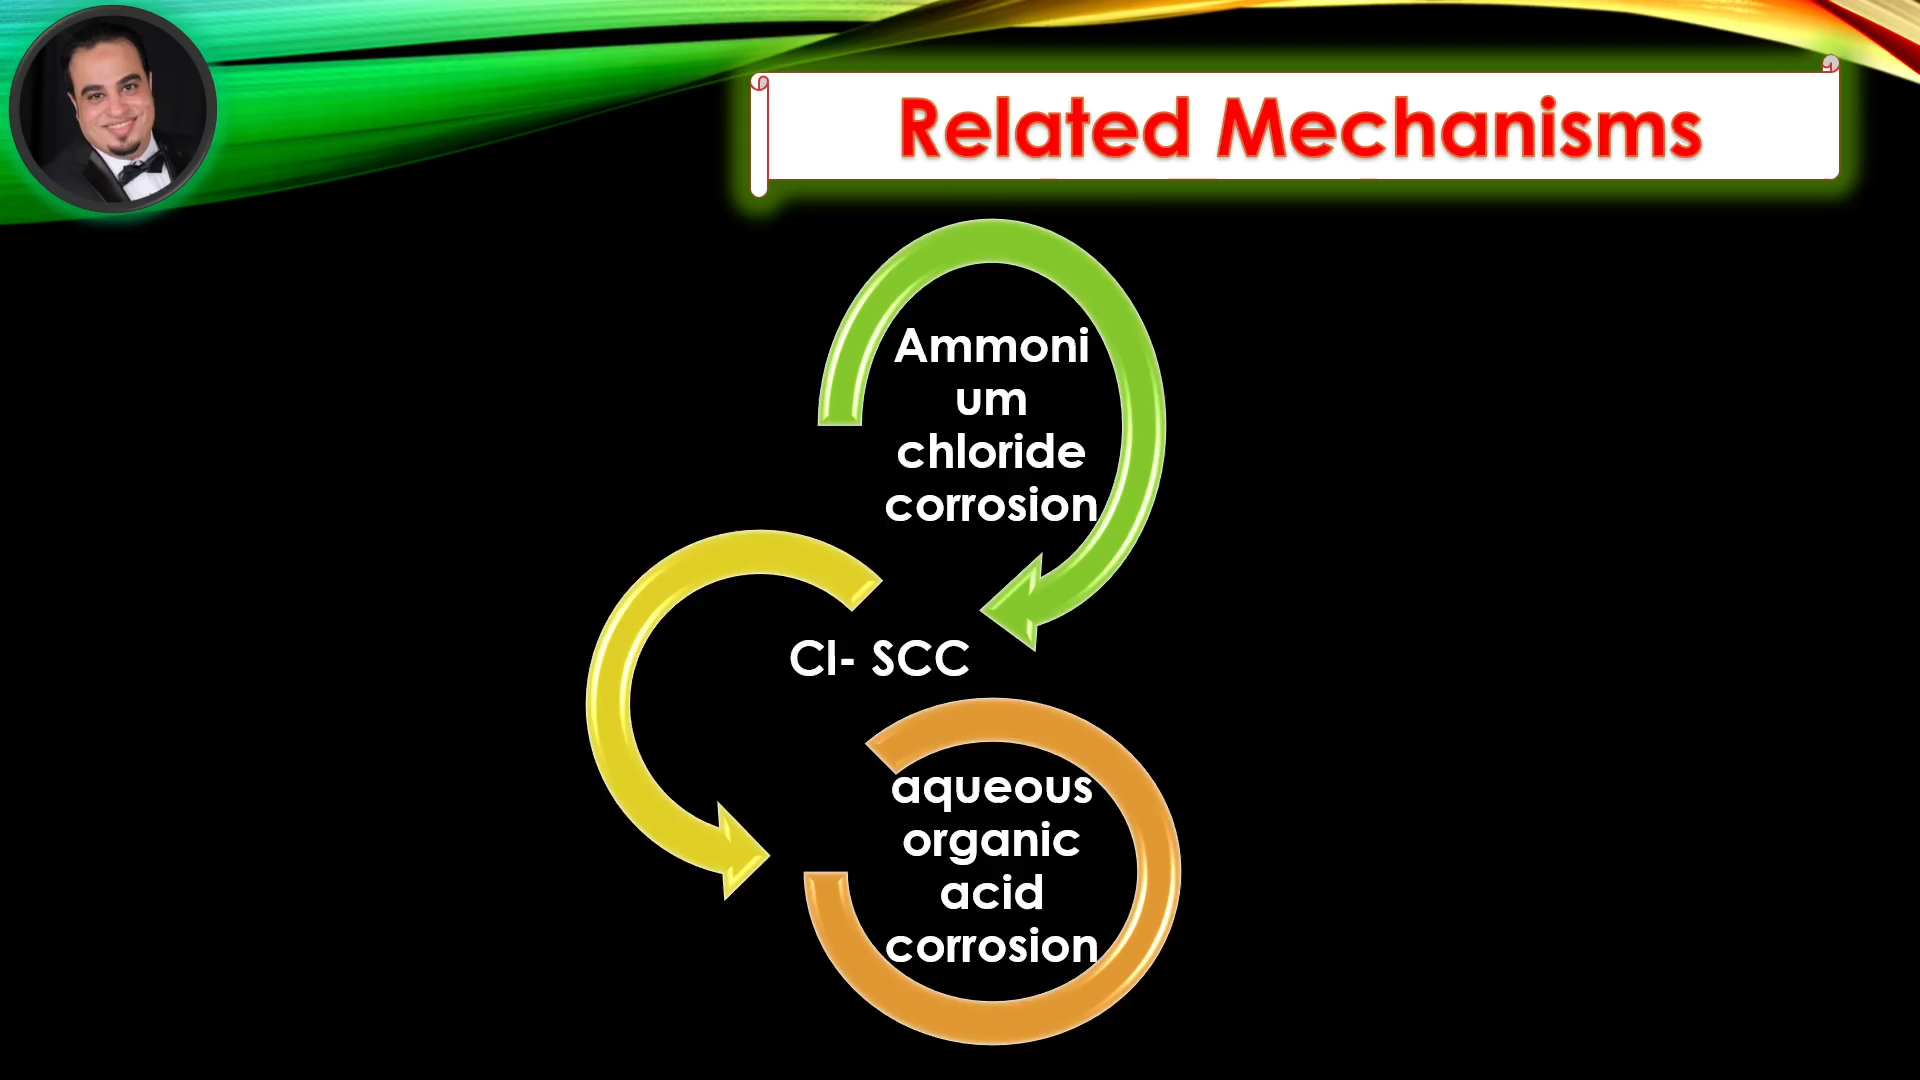 Related Mechanisms
Ammoni
um
chloride
corrosion
Cl- SCC
aqueous
organic
acid
corrosion